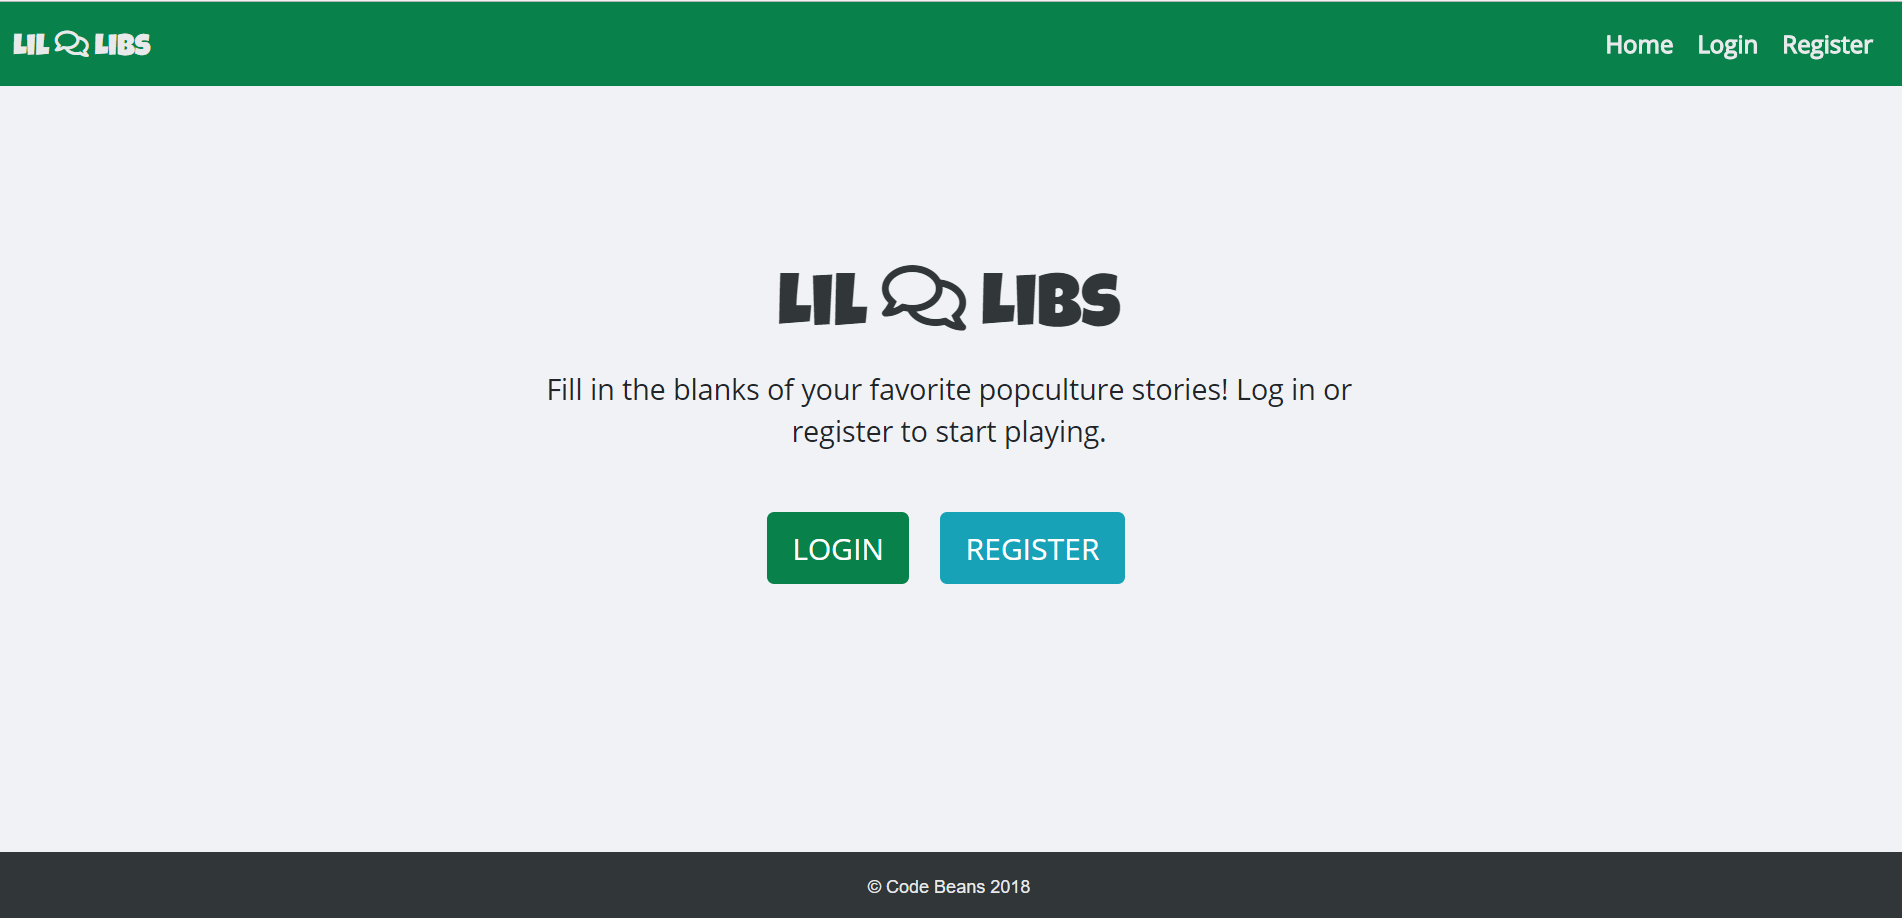 LIL LIBS
Home Login Register
LIL LIBS
Fill in the blanks of your favorite popculture stories! Log in or
register to start playing.
LOGIN REGISTER
© Code Beans 2018